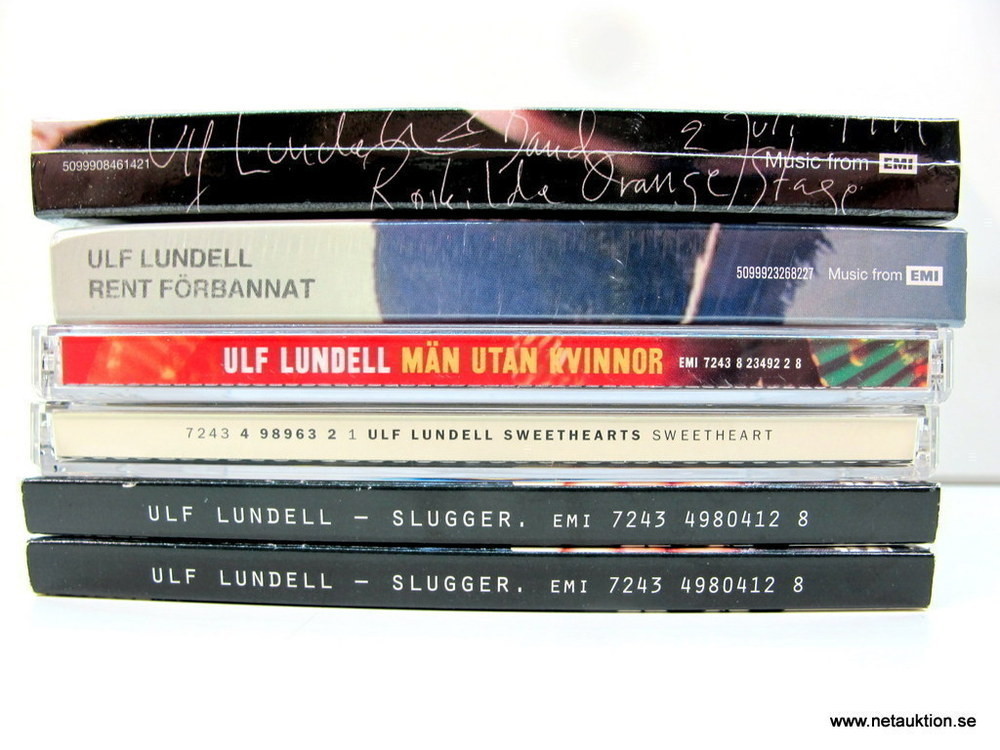 Ulf Lundell & Band 2 Juli
5099908461421 Music from EMI
Roskilde Orange Stage
ULF LUNDELL
RENT FÖRBANNAT
5099923268227 Music from EMI
ULF LUNDELL MÄN UTAN KVINNOR EMI 7243 8 23492 2 8
7243 4 98963 2 1 ULF LUNDELL SWEETHEARTS SWEETHEART
ULF LUNDELL — SLUGGER. EMI 7243 4980412 8
ULF LUNDELL — SLUGGER. EMI 7243 4980412 8
www.netauktion.se